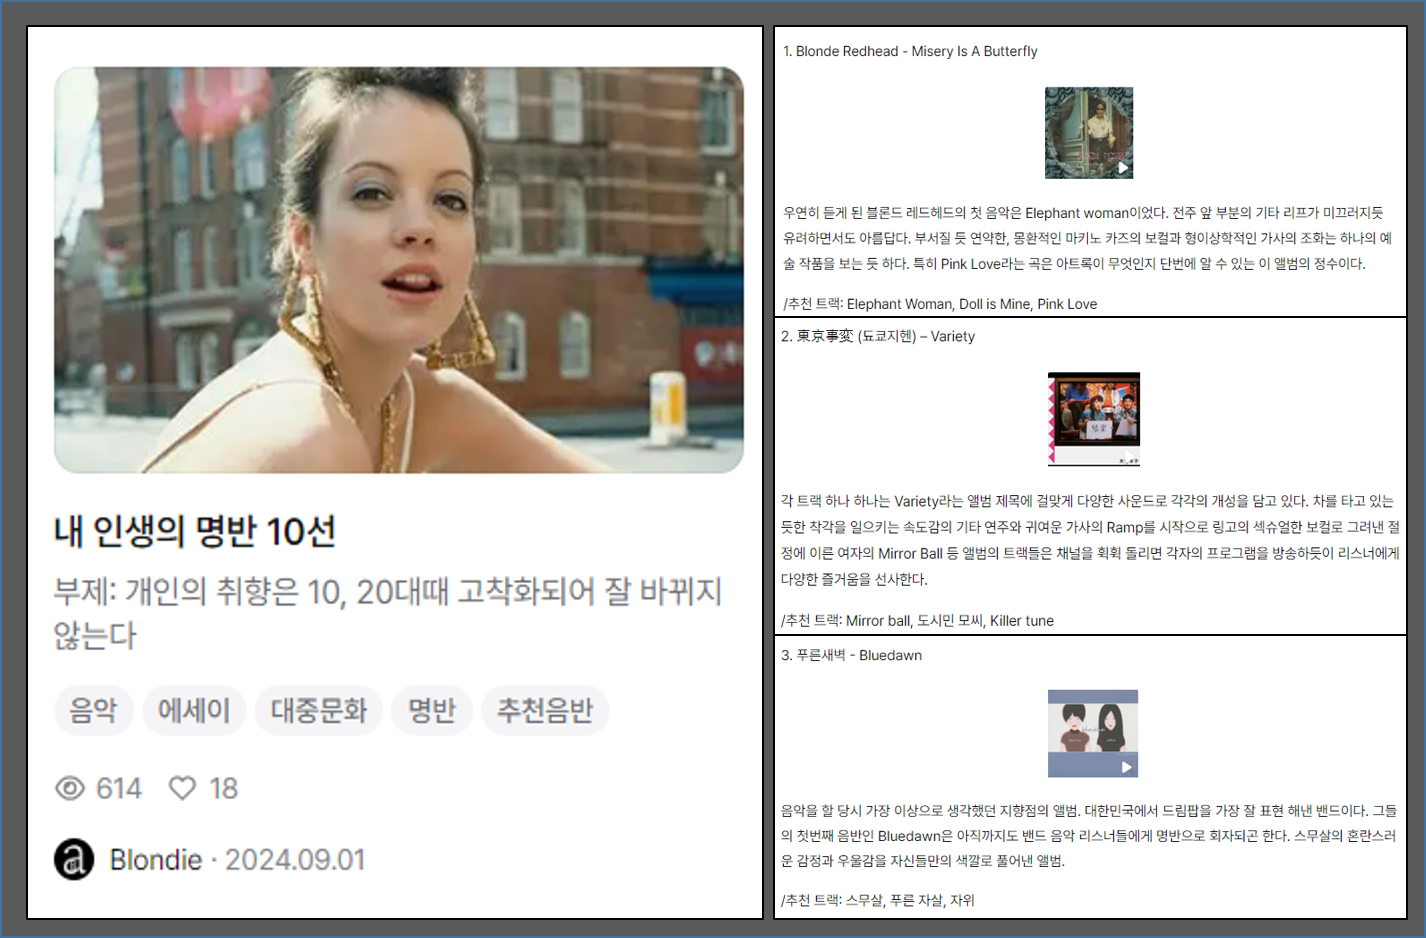 내 인생의 명반 10선
부제: 개인의 취향은 10, 20대때 고착화되어 잘 바뀌지
않는다
음악 에세이 대중문화 명반 추천음반
614 18
Blondie · 2024.09.01
1. Blonde Redhead - Misery Is A Butterfly
우연히 듣게 된 블론드 레드헤드의 첫 음악은 Elephant woman이었다. 전주 앞 부분의 기타 리프가 미끄러지듯
유려하면서도 아름답다. 부서질 듯 연약한, 몽환적인 마키노 카즈의 보컬과 형이상학적인 가사의 조화는 하나의 예
술 작품을 보는 듯 하다. 특히 Pink Love라는 곡은 아트록이 무엇인지 단번에 알 수 있는 이 앨범의 정수이다.
/추천 트랙: Elephant Woman, Doll is Mine, Pink Love
2. 東京事変 (됴쿄지헨) – Variety
각 트랙 하나 하나는 Variety라는 앨범 제목에 걸맞게 다양한 사운드로 각각의 개성을 담고 있다. 차를 타고 있는
듯한 착각을 일으키는 속도감의 기타 연주와 귀여운 가사의 Ramp를 시작으로 링고의 섹슈얼한 보컬로 그려낸 절
정에 이른 여자의 Mirror Ball 등 앨범의 트랙들은 채널을 휙휙 돌리면 각자의 프로그램을 방송하듯이 리스너에게
다양한 즐거움을 선사한다.
/추천 트랙: Mirror ball, 도시민 모씨, Killer tune
3. 푸른새벽 - Bluedawn
음악을 할 당시 가장 이상으로 생각했던 지향점의 앨범. 대한민국에서 드림팝을 가장 잘 표현 해낸 밴드이다. 그들
의 첫번째 음반인 Bluedawn은 아직까지도 밴드 음악 리스너들에게 명반으로 회자되곤 한다. 스무살의 혼란스러
운 감정과 우울감을 자신들만의 색깔로 풀어낸 앨범.
/추천 트랙: 스무살, 푸른 자살, 자위